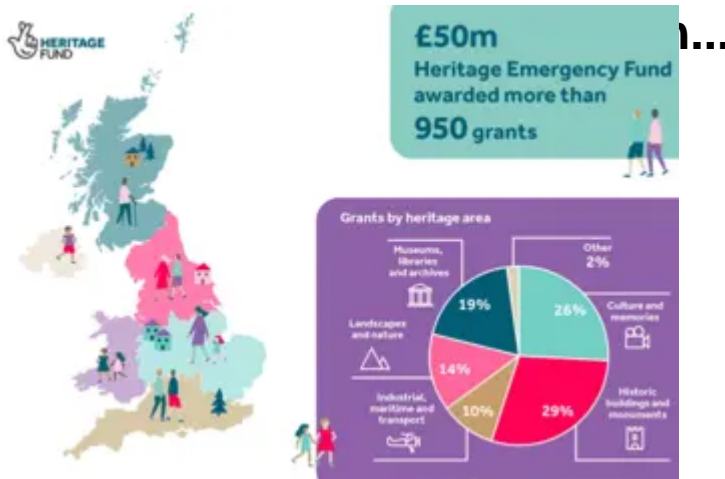 HERITAGE
FUND
n...
£50m
Heritage Emergency Fund
awarded more than
950 grants
Grants by heritage area
Museums,
libraries
and archives
Other
2%
19%
26%
Culture and
memories
Landscapes
and nature
14%
Industrial,
maritime and
transport
10%
29%
Historic
buildings and
monuments